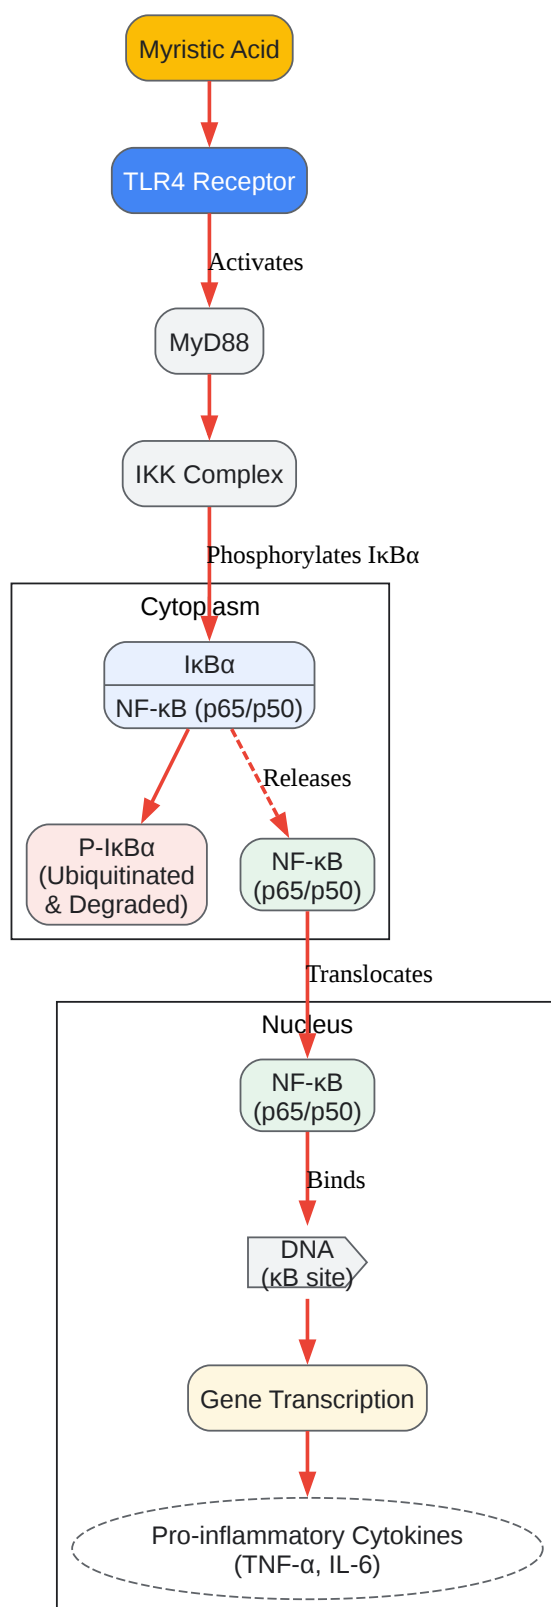 Myristic Acid
TLR4 Receptor
Activates
MyD88
IKK Complex
Phosphorylates IκBα
Cytoplasm
IκBα
NF-κB (p65/p50)
Releases
P-IκBα
(Ubiquitinated
& Degraded)
NF-κB
(p65/p50)
Translocates
Nucleus
NF-κB
(p65/p50)
Binds
DNA
(κB site)
Gene Transcription
Pro-inflammatory Cytokines
(TNF-α, IL-6)